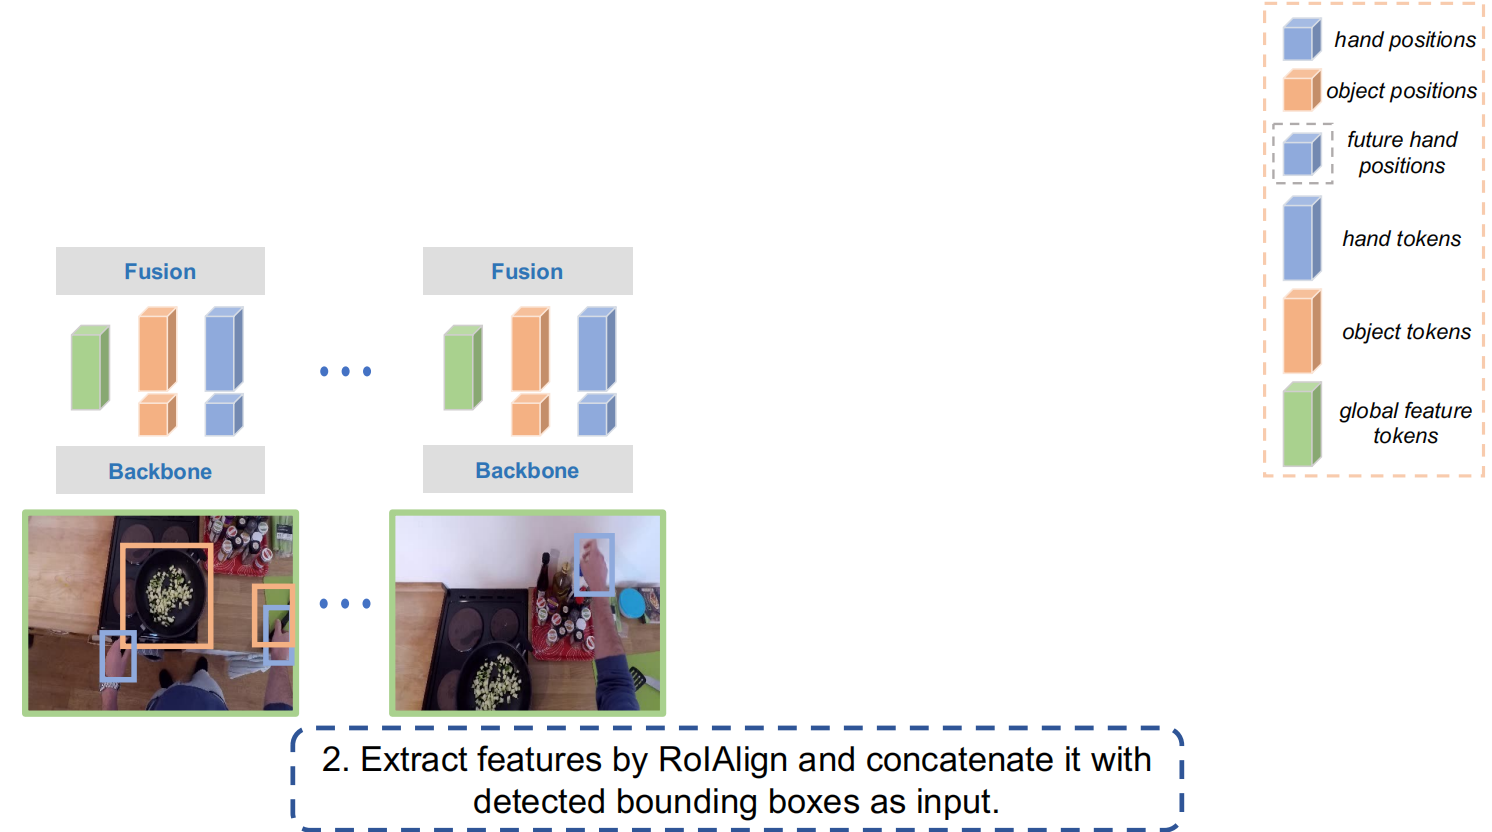 hand positions
object positions
future hand
positions
hand tokens
object tokens
global feature
tokens
Fusion
Fusion
Backbone
Backbone
2. Extract features by RoIAlign and concatenate it with
detected bounding boxes as input.